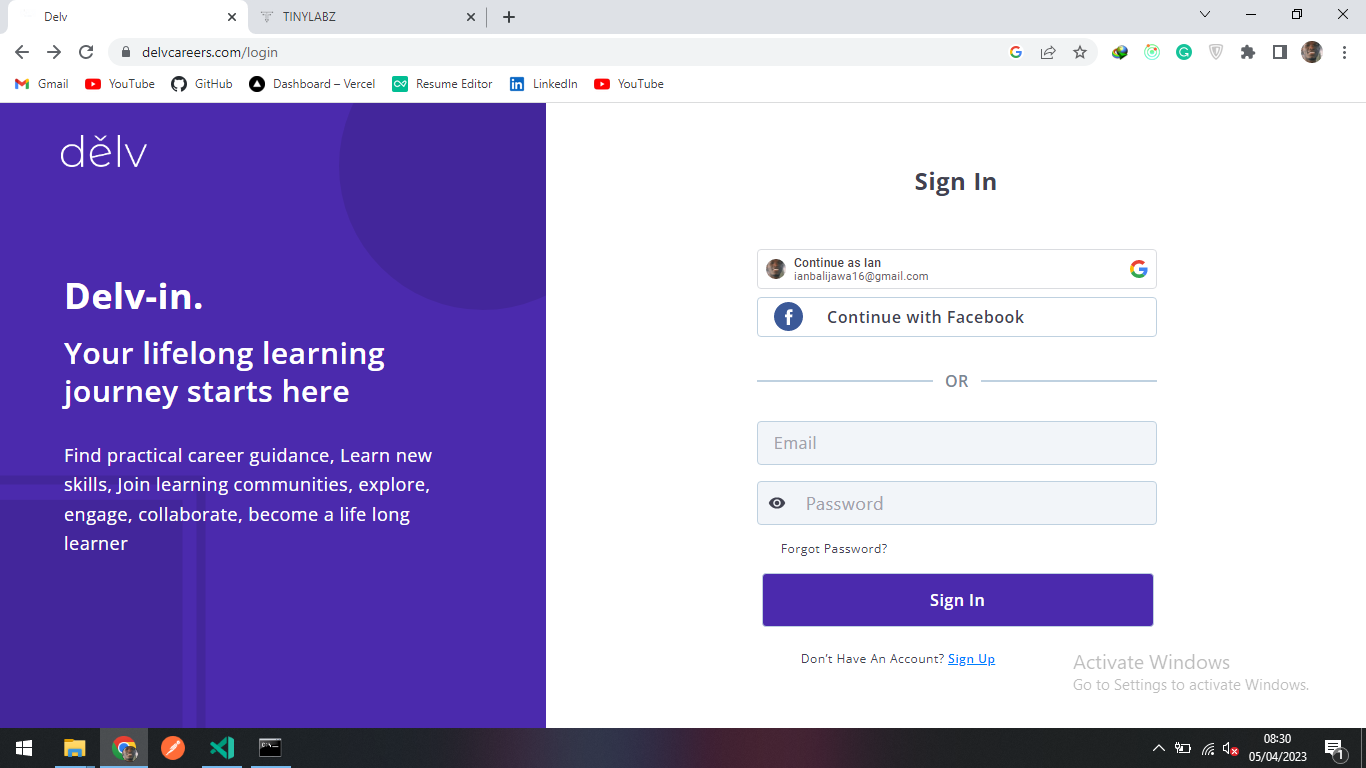 Delv
TINYLABZ
delvcareers.com/login
Gmail
YouTube
GitHub
Dashboard – Vercel
Resume Editor
LinkedIn
YouTube
dělv
Delv-in.
Your lifelong learning
journey starts here
Find practical career guidance, Learn new
skills, Join learning communities, explore,
engage, collaborate, become a life long
learner
Sign In
Continue as Ian
ianbalijawa16@gmail.com
Continue with Facebook
OR
Email
Password
Forgot Password?
Sign In
Don't Have An Account? Sign Up
Activate Windows
Go to Settings to activate Windows.
08:30
05/04/2023
1